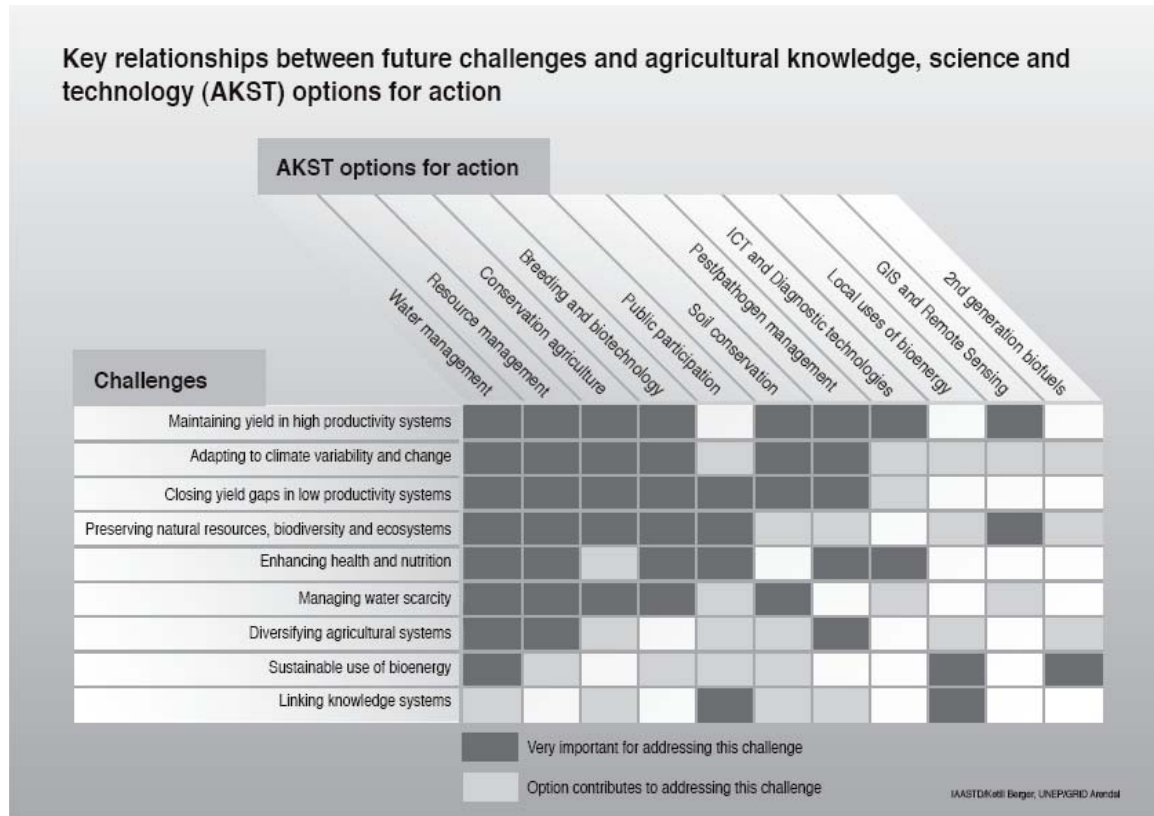 Key relationships between future challenges and agricultural knowledge, science and
technology (AKST) options for action
AKST options for action
Water management
Resource management
Conservation agriculture
Breeding and biotechnology
Public participation
Soil conservation
Pest/pathogen management
ICT and Diagnostic technologies
Local uses of bioenergy
GIS and Remote Sensing
2nd generation biofuels
Challenges
Maintaining yield in high productivity systems
Adapting to climate variability and change
Closing yield gaps in low productivity systems
Preserving natural resources, biodiversity and ecosystems
Enhancing health and nutrition
Managing water scarcity
Diversifying agricultural systems
Sustainable use of bioenergy
Linking knowledge systems
Very important for addressing this challenge
Option contributes to addressing this challenge
IAASTD/Ketill Berger, UNEP/GRID Arendal